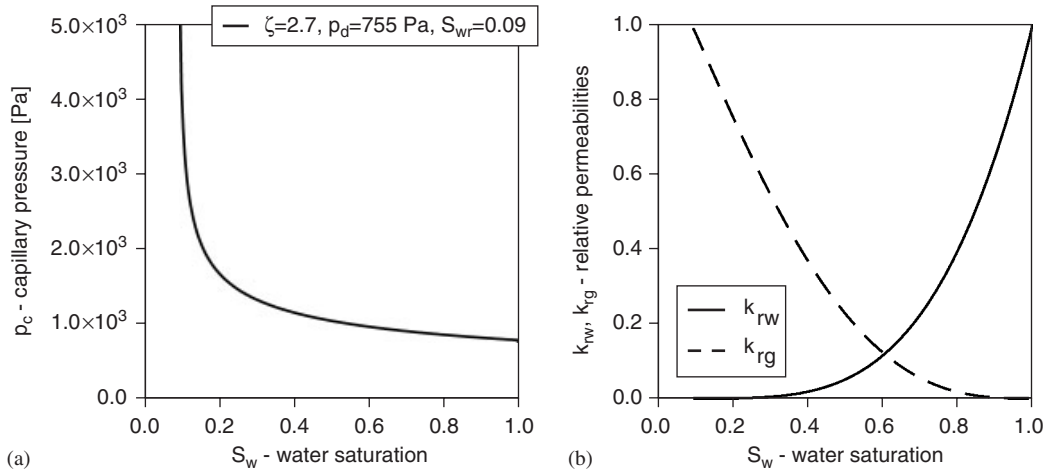 5.0×10³
4.0×10³
3.0×10³
2.0×10³
1.0×10³
0.0
p_c - capillary pressure [Pa]
ζ=2.7, p_d=755 Pa, S_wr=0.09
0.0 0.2 0.4 0.6 0.8 1.0
S_w - water saturation
(a)
1.0
0.8
0.6
0.4
0.2
0.0
k_rw, k_rg - relative permeabilities
k_rw
k_rg
0.0 0.2 0.4 0.6 0.8 1.0
S_w - water saturation
(b)